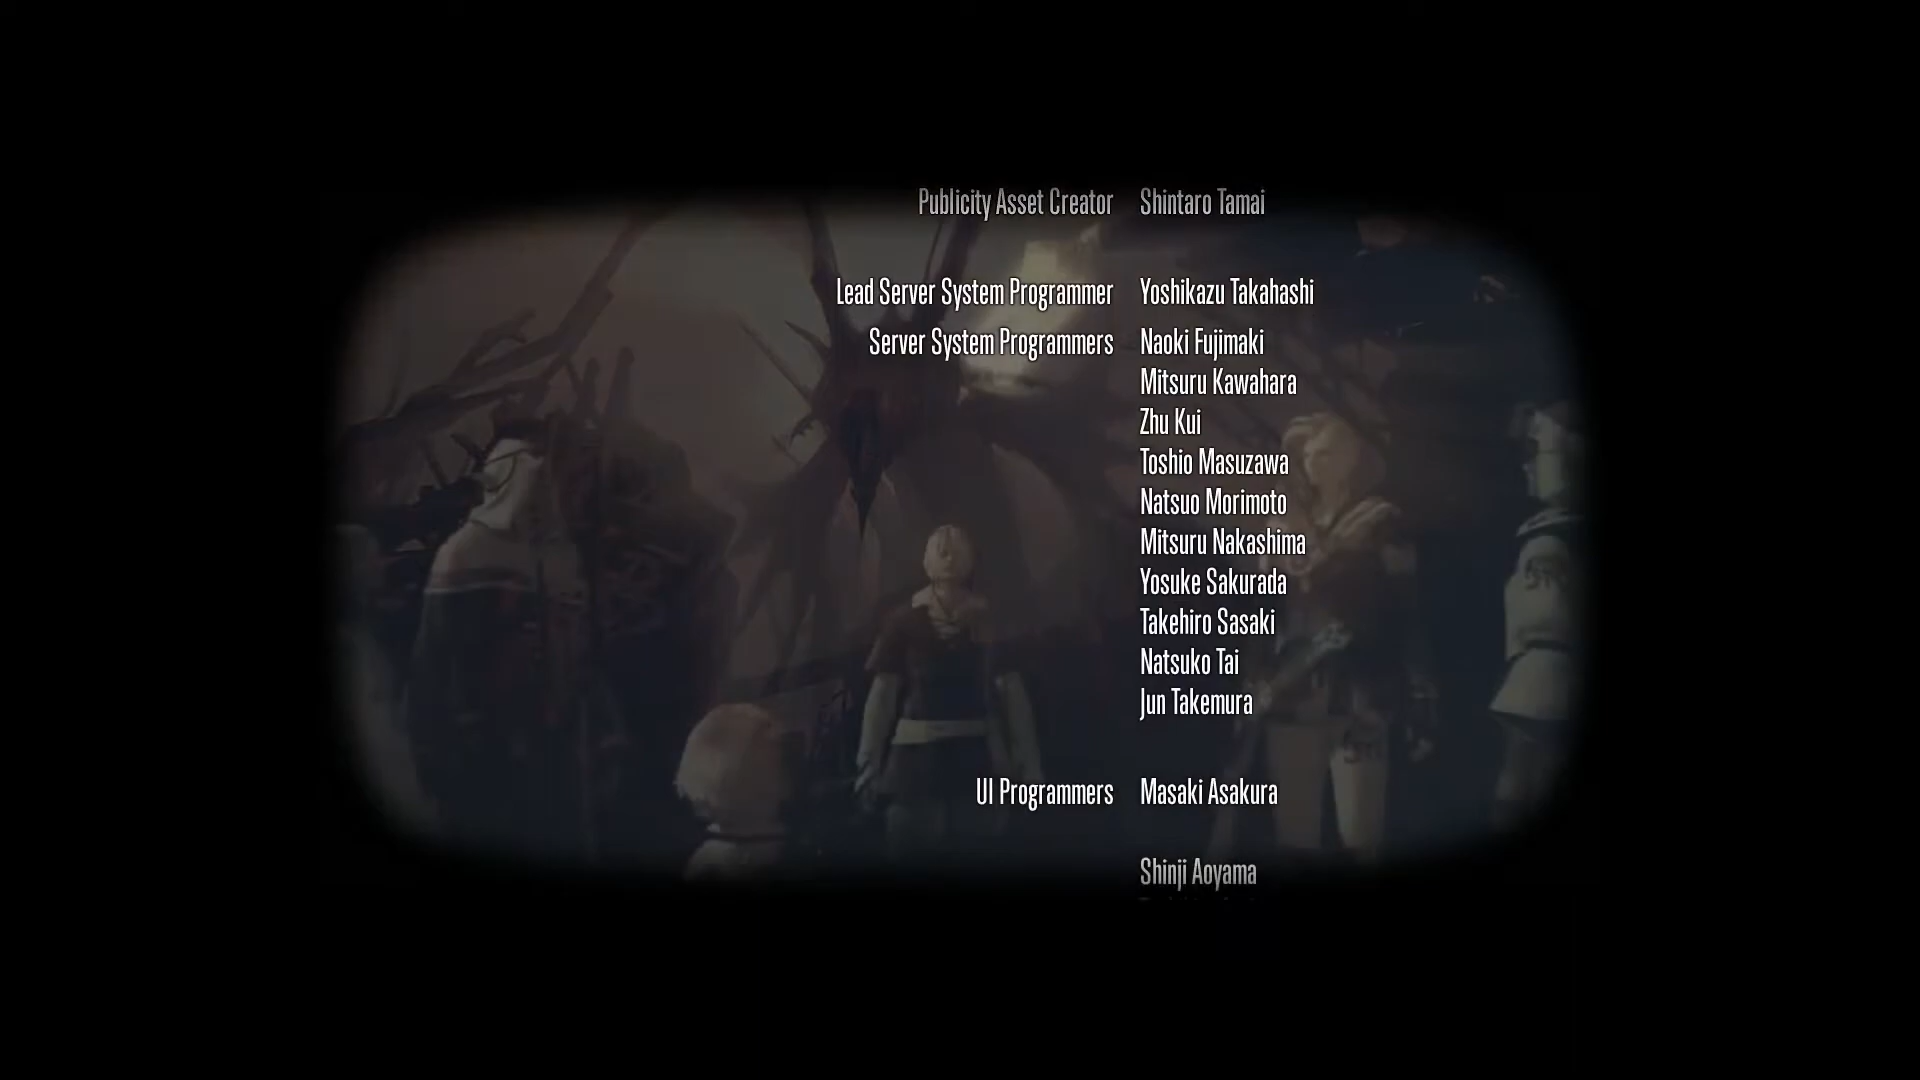 Publicity Asset Creator Shintaro Tamai
Lead Server System Programmer Yoshikazu Takahashi
Server System Programmers Naoki Fujimaki
Mitsuru Kawahara
Zhu Kui
Toshio Masuzawa
Natsuo Morimoto
Mitsuru Nakashima
Yosuke Sakurada
Takehiro Sasaki
Natsuko Tai
Jun Takemura
UI Programmers Masaki Asakura
Shinji Aoyama